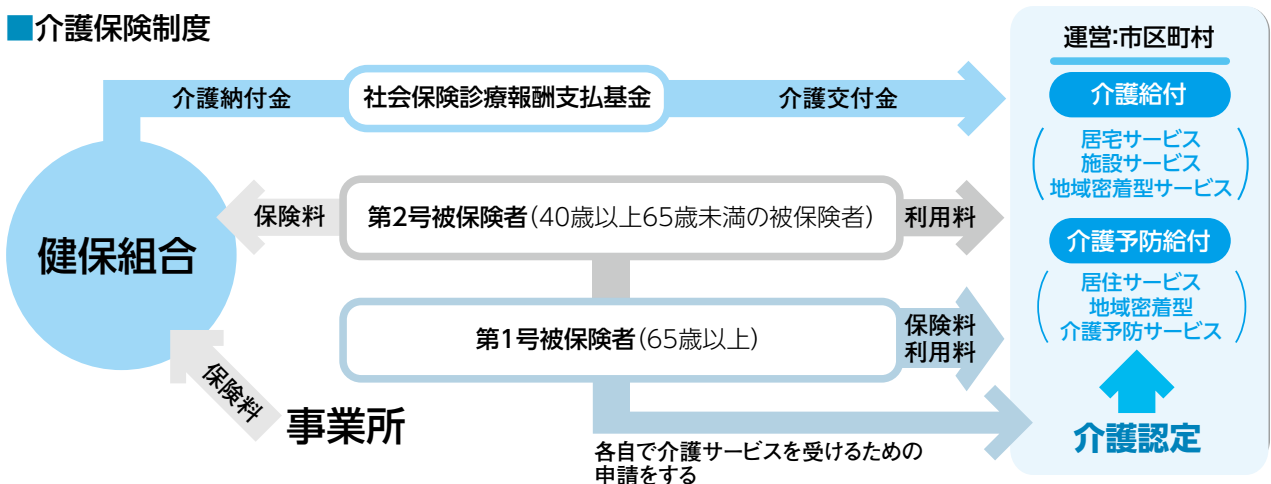 ■介護保険制度
運営:市区町村
介護納付金
社会保険診療報酬支払基金
介護交付金
介護給付
居宅サービス
施設サービス
地域密着型サービス
健保組合
保険料
第2号被保険者(40歳以上65歳未満の被保険者)
利用料
介護予防給付
居住サービス
地域密着型
介護予防サービス
第1号被保険者(65歳以上)
保険料
利用料
保険料
事業所
介護認定
各自で介護サービスを受けるための
申請をする